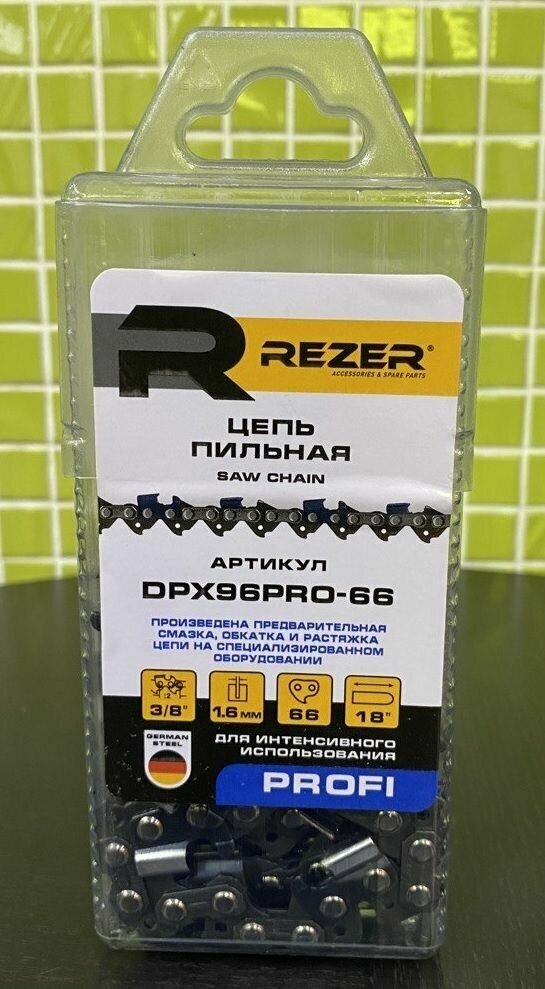 REZER®
ACCESSORIES & SPARE PARTS
ЦЕПЬ
ПИЛЬНАЯ
SAW CHAIN
АРТИКУЛ
DPX96PRO-66
ПРОИЗВЕДЕНА ПРЕДВАРИТЕЛЬНАЯ
СМАЗКА, ОБКАТКА И РАСТЯЖКА
ЦЕПИ НА СПЕЦИАЛИЗИРОВАННОМ
ОБОРУДОВАНИИ
:2
3/8" 1.6 ММ 66 18"
GERMAN
STEEL
ДЛЯ ИНТЕНСИВНОГО
ИСПОЛЬЗОВАНИЯ
PROFI